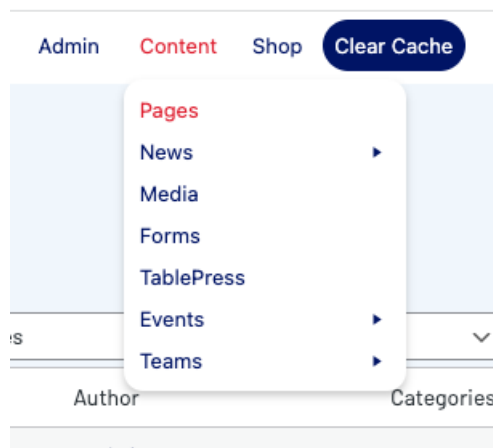 Admin Content Shop Clear Cache
Pages
News
Media
Forms
TablePress
Events
Teams
Author Categories